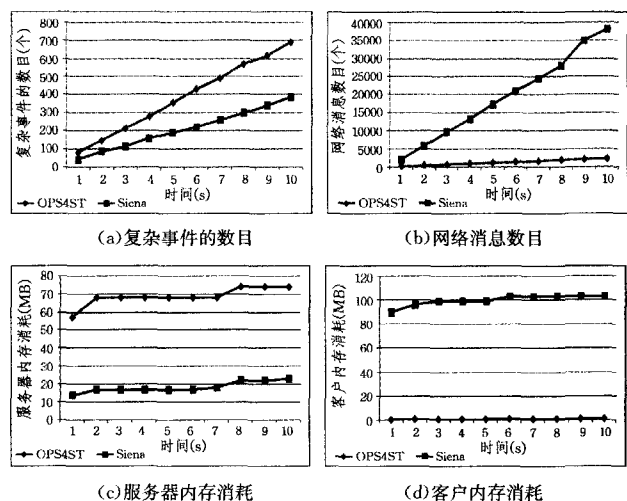 复杂事件的数目(个)
800
700
600
500
400
300
200
100
0
1 2 3 4 5 6 7 8 9 10
时间(s)
OPS4ST Siena
(a)复杂事件的数目
网络消息数目(个)
40000
35000
30000
25000
20000
15000
10000
5000
0
1 2 3 4 5 6 7 8 9 10
时间(s)
OPS4ST Siena
(b)网络消息数目
服务器内存消耗(MB)
80
70
60
50
40
30
20
10
0
1 2 3 4 5 6 7 8 9 10
时间(s)
OPS4ST Siena
(c)服务器内存消耗
客户内存消耗(MB)
120
100
80
60
40
20
0
1 2 3 4 5 6 7 8 9 10
时间(s)
OPS4ST Siena
(d)客户内存消耗